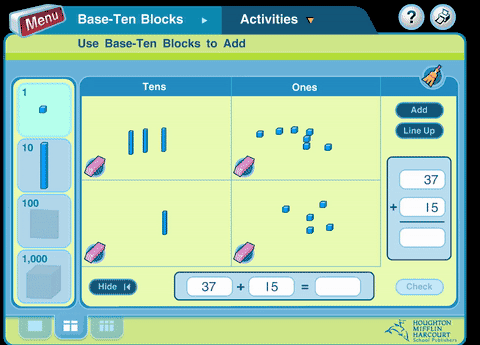 Menu
Base-Ten Blocks
Activities
?
Use Base-Ten Blocks to Add
1
10
100
1,000
Tens
Ones
Add
Line Up
37
+ 15
Hide
37 + 15 =
Check
HOUGHTON
MIFFLIN
HARCOURT
School Publishers